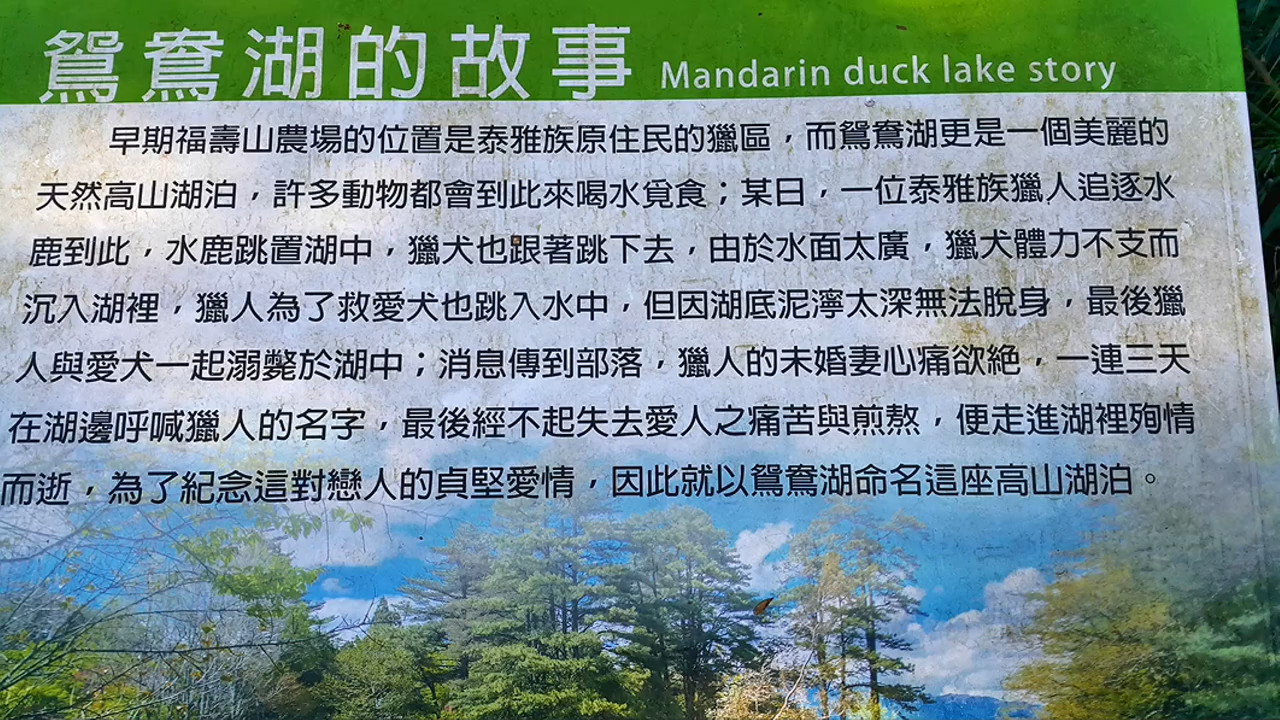 鴛鴦湖的故事 Mandarin duck lake story
早期福壽山農場的位置是泰雅族原住民的獵區，而鴛鴦湖更是一個美麗的
天然高山湖泊，許多動物都會到此來喝水覓食；某日，一位泰雅族獵人追逐水
鹿到此，水鹿跳置湖中，獵犬也跟著跳下去，由於水面太廣，獵犬體力不支而
沉入湖裡，獵人為了救愛犬也跳入水中，但因湖底泥濘太深無法脫身，最後獵
人與愛犬一起溺斃於湖中；消息傳到部落，獵人的未婚妻心痛欲絕，一連三天
在湖邊呼喊獵人的名字，最後經不起失去愛人之痛苦與煎熬，便走進湖裡殉情
而逝，為了紀念這對戀人的貞堅愛情，因此就以鴛鴦湖命名這座高山湖泊。